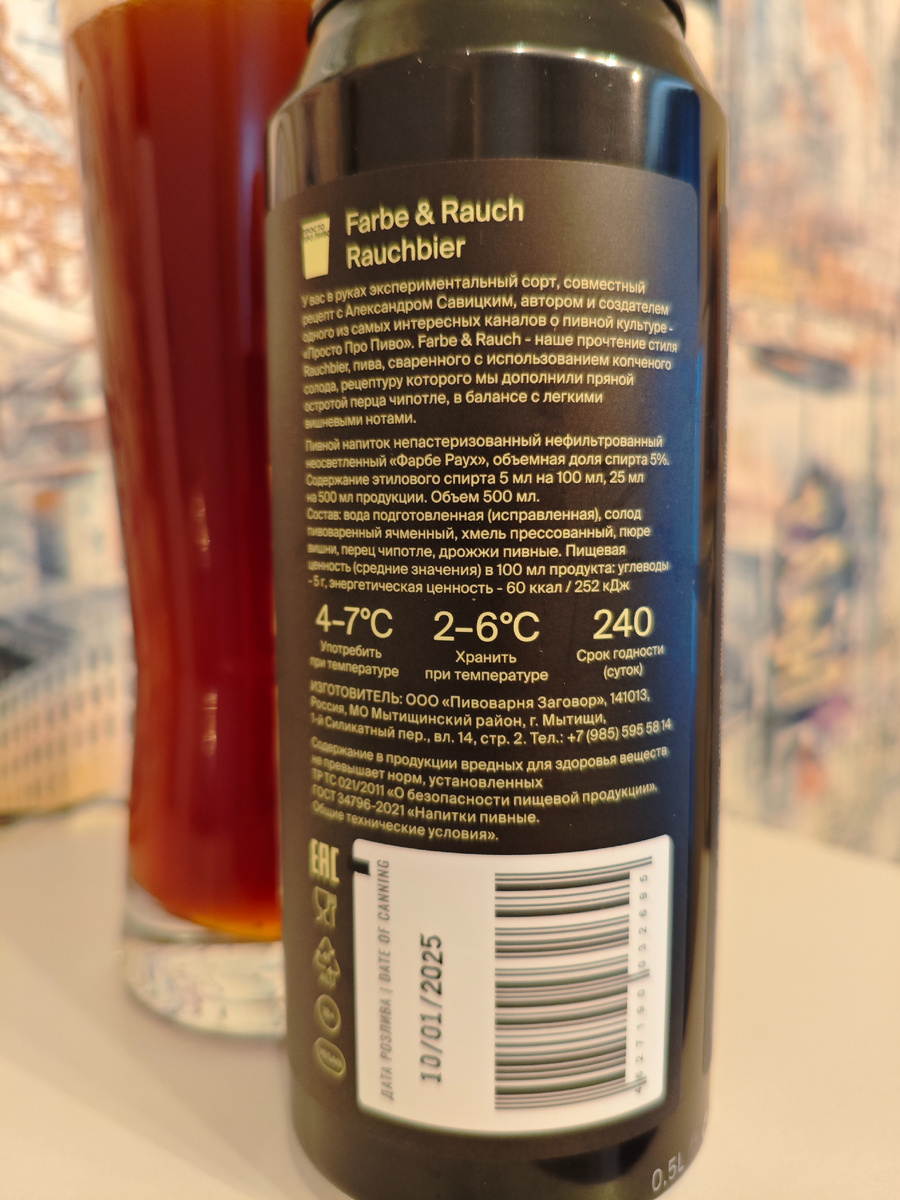 ПРОСТО
ПРО ПИВО
Farbe & Rauch
Rauchbier
У вас в руках экспериментальный сорт, совместный
рецепт с Александром Савицким, автором и создателем
одного из самых интересных каналов о пивной культуре -
«Просто Про Пиво». Farbe & Rauch - наше прочтение стиля
Rauchbier, пива, сваренного с использованием копченого
солода, рецептуру которого мы дополнили пряной
остротой перца чипотле, в балансе с легкими
вишневыми нотами.
Пивной напиток непастеризованный нефильтрованный
неосветленный «Фарбе Раух», объемная доля спирта 5%.
Содержание этилового спирта 5 мл на 100 мл, 25 мл
на 500 мл продукции. Объем 500 мл.
Состав: вода подготовленная (исправленная), солод
пивоваренный ячменный, хмель прессованный, пюре
вишни, перец чипотле, дрожжи пивные. Пищевая
ценность (средние значения) в 100 мл продукта: углеводы
- 5 г, энергетическая ценность - 60 ккал / 252 кДж
4-7°C 2-6°C 240
Употребить при температуре
Хранить при температуре
Срок годности (суток)
ИЗГОТОВИТЕЛЬ: ООО «Пивоварня Заговор», 141013,
Россия, МО Мытищинский район, г. Мытищи,
1-й Силикатный пер., вл. 14, стр. 2. Тел.: +7 (985) 595 58 14
Содержание в продукции вредных для здоровья веществ
не превышает норм, установленных
ТР ТС 021/2011 «О безопасности пищевой продукции».
ГОСТ 34796-2021 «Напитки пивные.
Общие технические условия».
EAC
ДАТА РОЗЛИВА | DATE OF CANNING
10/01/2025
4 627190 032695
0,5L